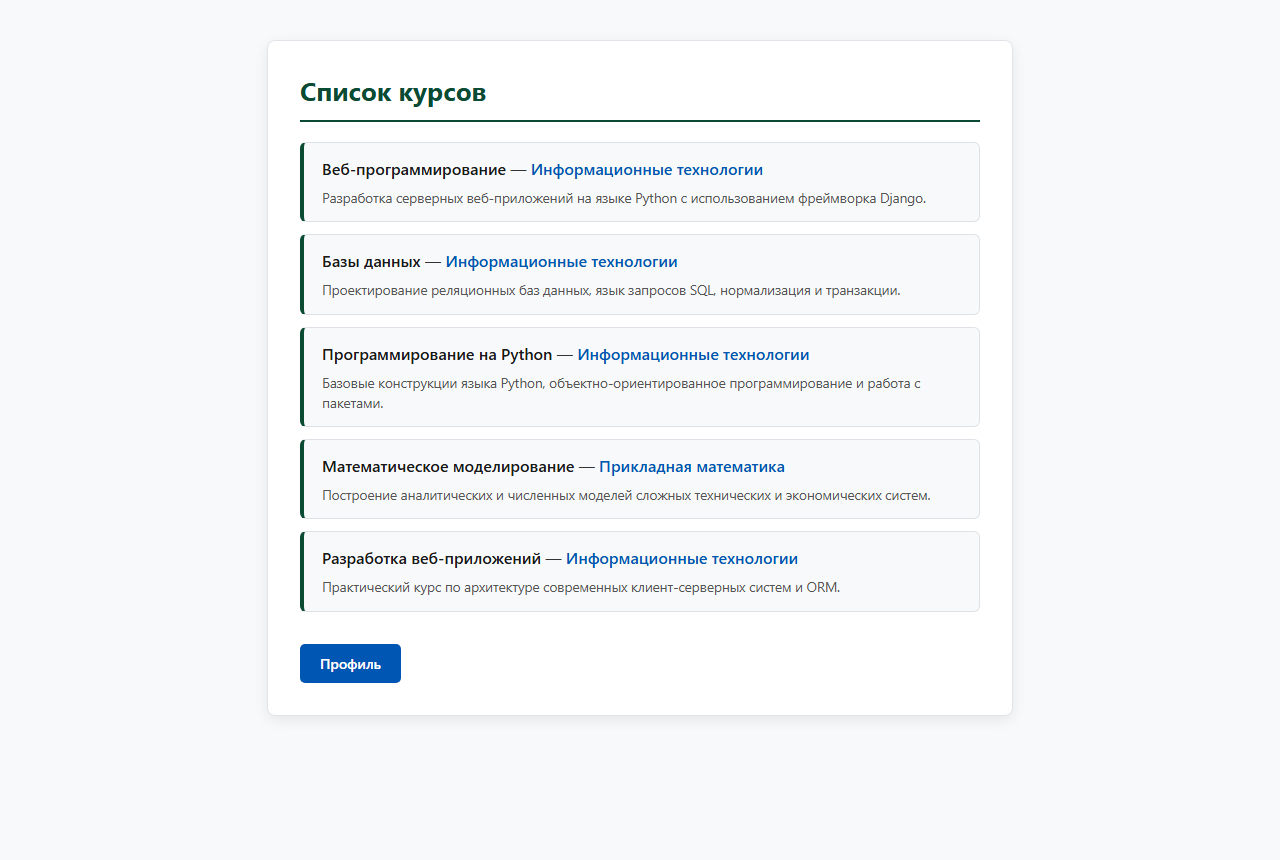 Список курсов
Веб-программирование — Информационные технологии
Разработка серверных веб-приложений на языке Python с использованием фреймворка Django.
Базы данных — Информационные технологии
Проектирование реляционных баз данных, язык запросов SQL, нормализация и транзакции.
Программирование на Python — Информационные технологии
Базовые конструкции языка Python, объектно-ориентированное программирование и работа с
пакетами.
Математическое моделирование — Прикладная математика
Построение аналитических и численных моделей сложных технических и экономических систем.
Разработка веб-приложений — Информационные технологии
Практический курс по архитектуре современных клиент-серверных систем и ORM.
Профиль